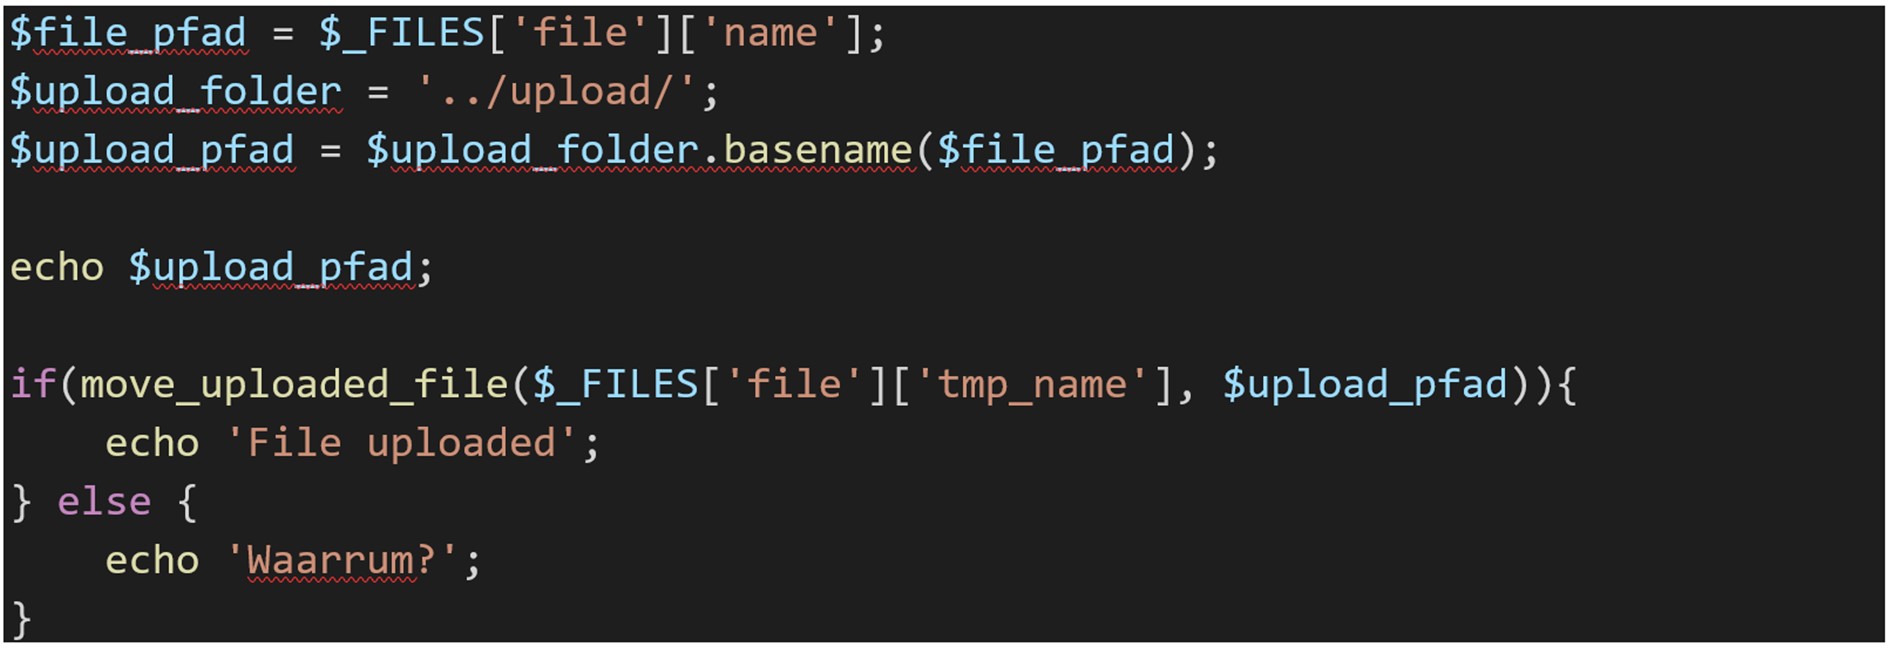 $file_pfad = $_FILES['file']['name'];
$upload_folder = '../upload/';
$upload_pfad = $upload_folder.basename($file_pfad);
echo $upload_pfad;
if(move_uploaded_file($_FILES['file']['tmp_name'], $upload_pfad)){
    echo 'File uploaded';
} else {
    echo 'Waarrum?';
}